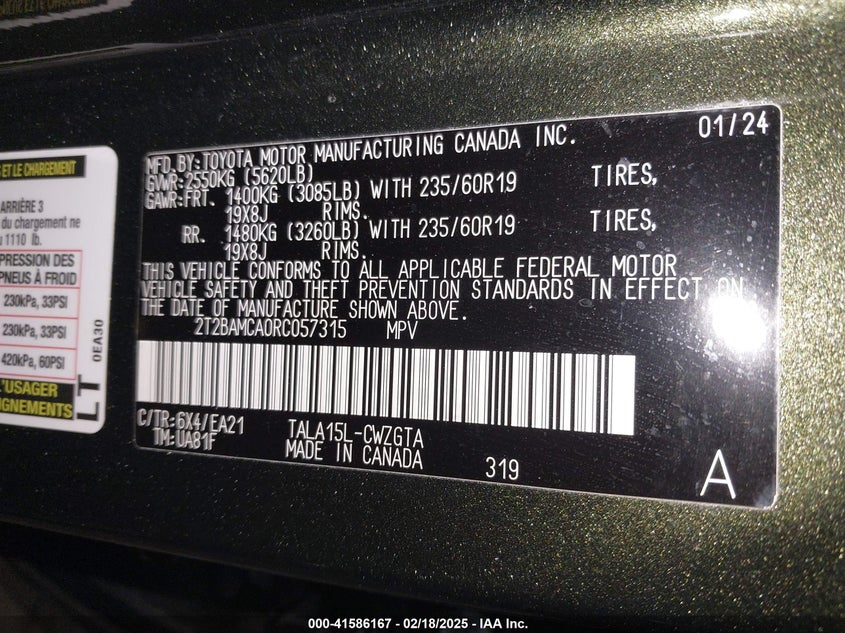 S ET LE CHARGEMENT
ARRIÈRE 3
du chargement ne
1110 lb.
PRESSION DES
PNEUS À FROID
230kPa, 33PSI
230kPa, 33PSI
420kPa, 60PSI
L'USAGER
IGNEMENTS
LT
0EA30
01/24
MFD. BY:TOYOTA MOTOR MANUFACTURING CANADA INC.
GVWR:2550KG (5620LB)
GAWR:FRT. 1400KG (3085LB) WITH 235/60R19 TIRES,
19X8J RIMS.
RR. 1480KG (3260LB) WITH 235/60R19 TIRES,
19X8J RIMS.
THIS VEHICLE CONFORMS TO ALL APPLICABLE FEDERAL MOTOR
VEHICLE SAFETY AND THEFT PREVENTION STANDARDS IN EFFECT ON
THE DATE OF MANUFACTURE SHOWN ABOVE.
2T2BAMCA0RC057315 MPV
C/TR:6X4/EA21 TALA15L-CWZGTA
TM:UA81F MADE IN CANADA 319
A
000-41586167 - 02/18/2025 - IAA Inc.